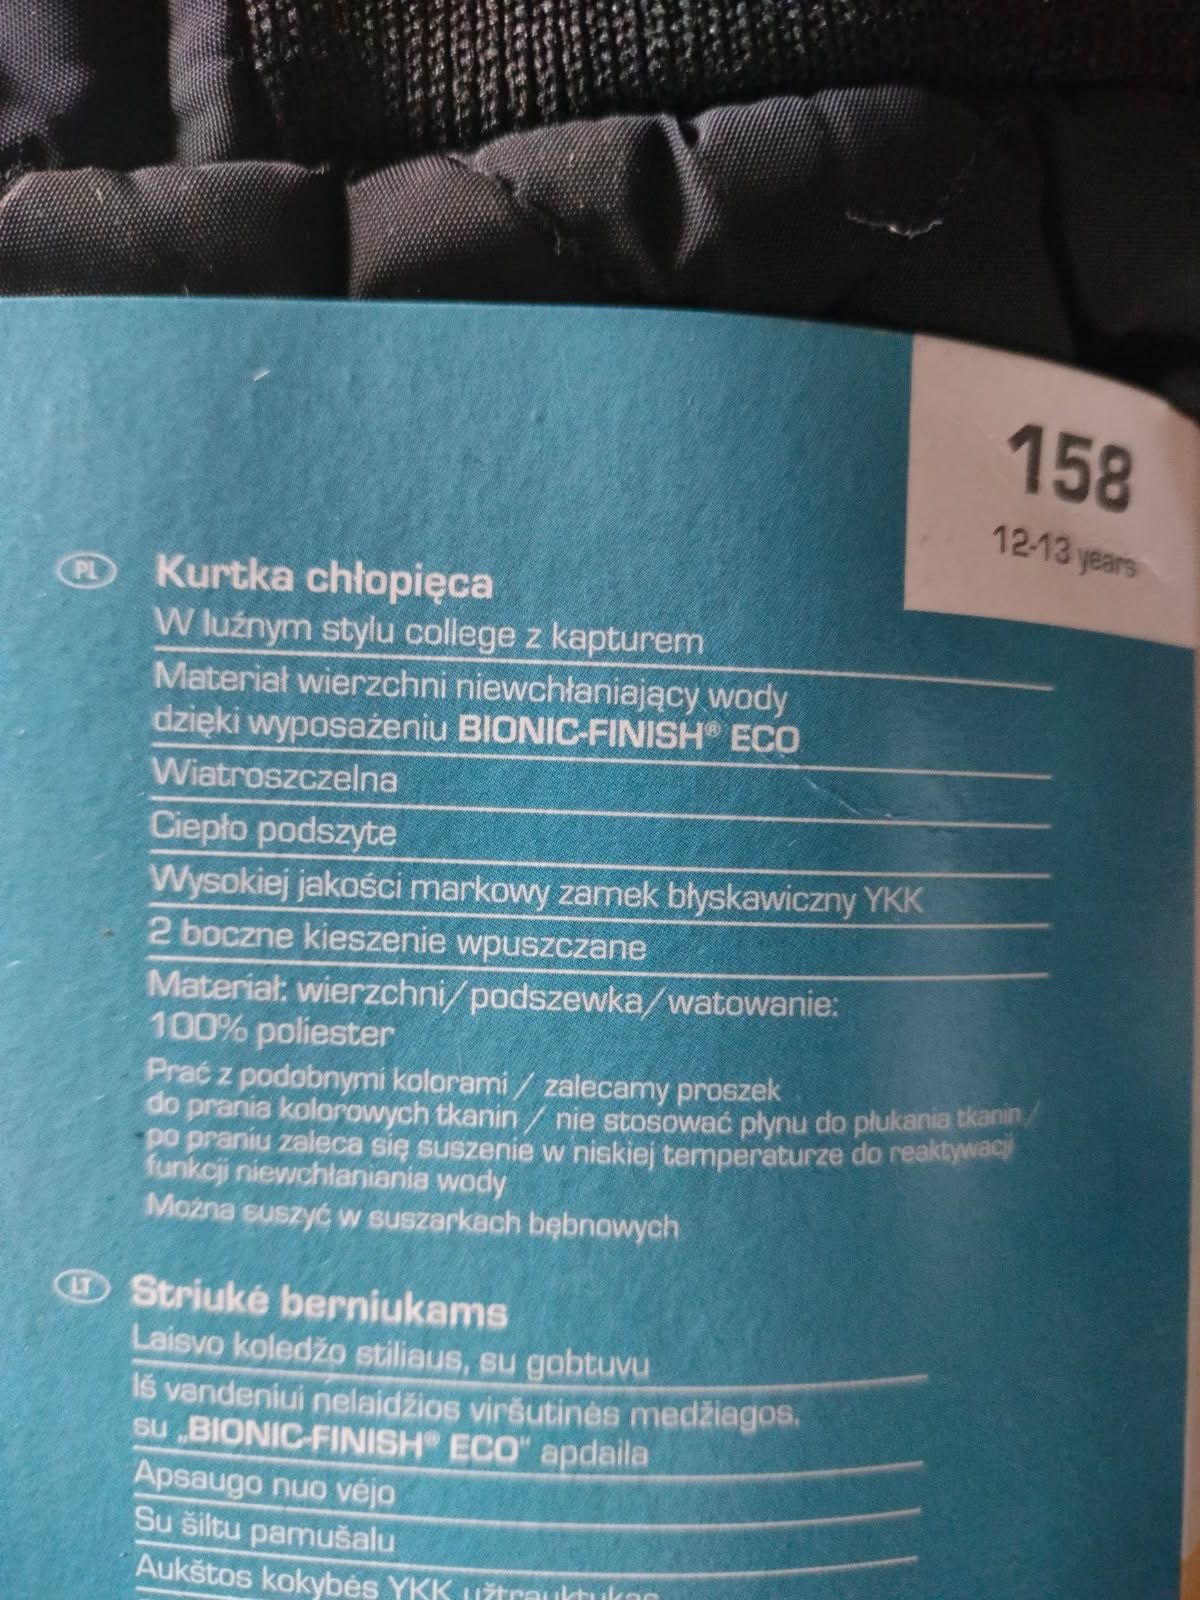 158
12-13 years
PL
Kurtka chłopięca
W luźnym stylu college z kapturem
Materiał wierzchni niewchłaniający wody
dzięki wyposażeniu BIONIC-FINISH® ECO
Wiatroszczelna
Ciepło podszyte
Wysokiej jakości markowy zamek błyskawiczny YKK
2 boczne kieszenie wpuszczane
Materiał: wierzchni/podszewka/watowanie:
100% poliester
Prać z podobnymi kolorami / zalecamy proszek
do prania kolorowych tkanin / nie stosować płynu do płukania tkanin/
po praniu zaleca się suszenie w niskiej temperaturze do reaktywacji
funkcji niewchłaniania wody
Można suszyć w suszarkach bębnowych
LT
Striukė berniukams
Laisvo koledžo stiliaus, su gobtuvu
Iš vandeniui nelaidžios viršutinės medžiagos,
su „BIONIC-FINISH® ECO" apdaila
Apsaugo nuo vėjo
Su šiltu pamušalu
Aukštos kokybės YKK užtrauktukas